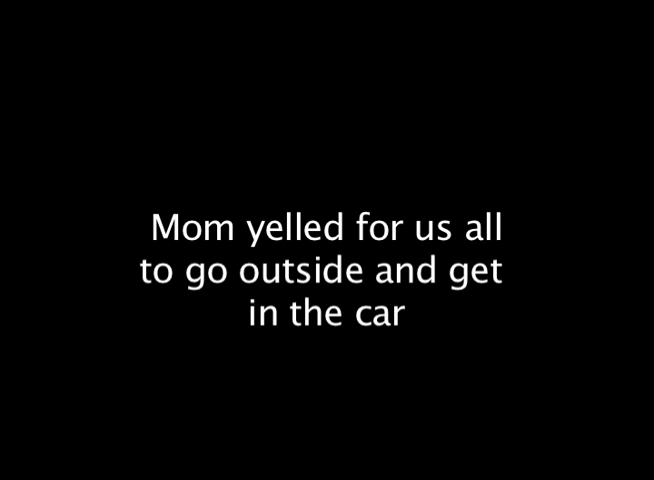 Mom yelled for us all
to go outside and get
in the car